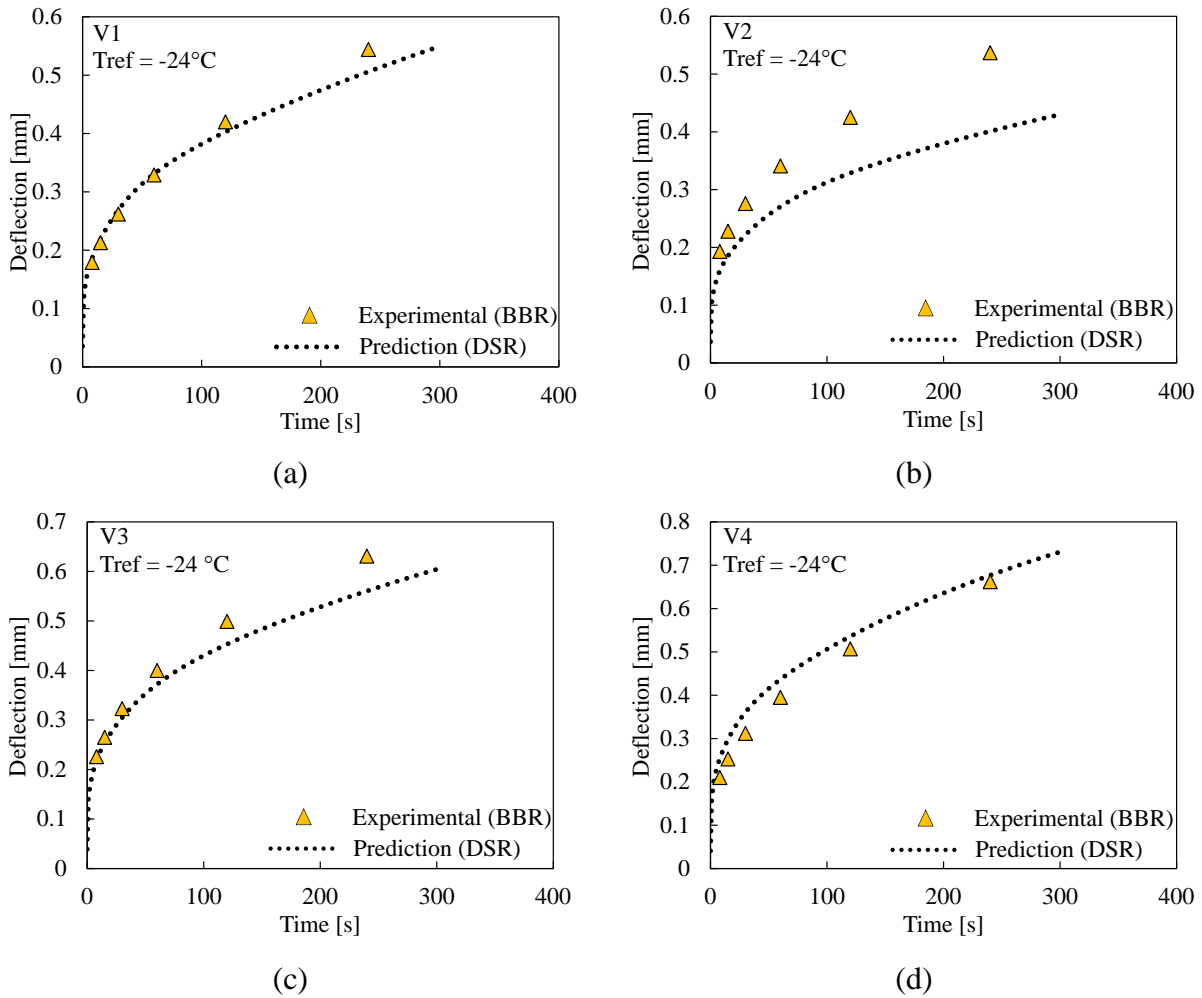 V1
Tref = -24°C
Deflection [mm]
0.6
0.5
0.4
0.3
0.2
0.1
0
Experimental (BBR)
Prediction (DSR)
0 100 200 300 400
Time [s]
(a)
V2
Tref = -24°C
Deflection [mm]
0.6
0.5
0.4
0.3
0.2
0.1
0
Experimental (BBR)
Prediction (DSR)
0 100 200 300 400
Time [s]
(b)
V3
Tref = -24 °C
Deflection [mm]
0.7
0.6
0.5
0.4
0.3
0.2
0.1
0
Experimental (BBR)
Prediction (DSR)
0 100 200 300 400
Time [s]
(c)
V4
Tref = -24°C
Deflection [mm]
0.8
0.7
0.6
0.5
0.4
0.3
0.2
0.1
0
Experimental (BBR)
Prediction (DSR)
0 100 200 300 400
Time [s]
(d)